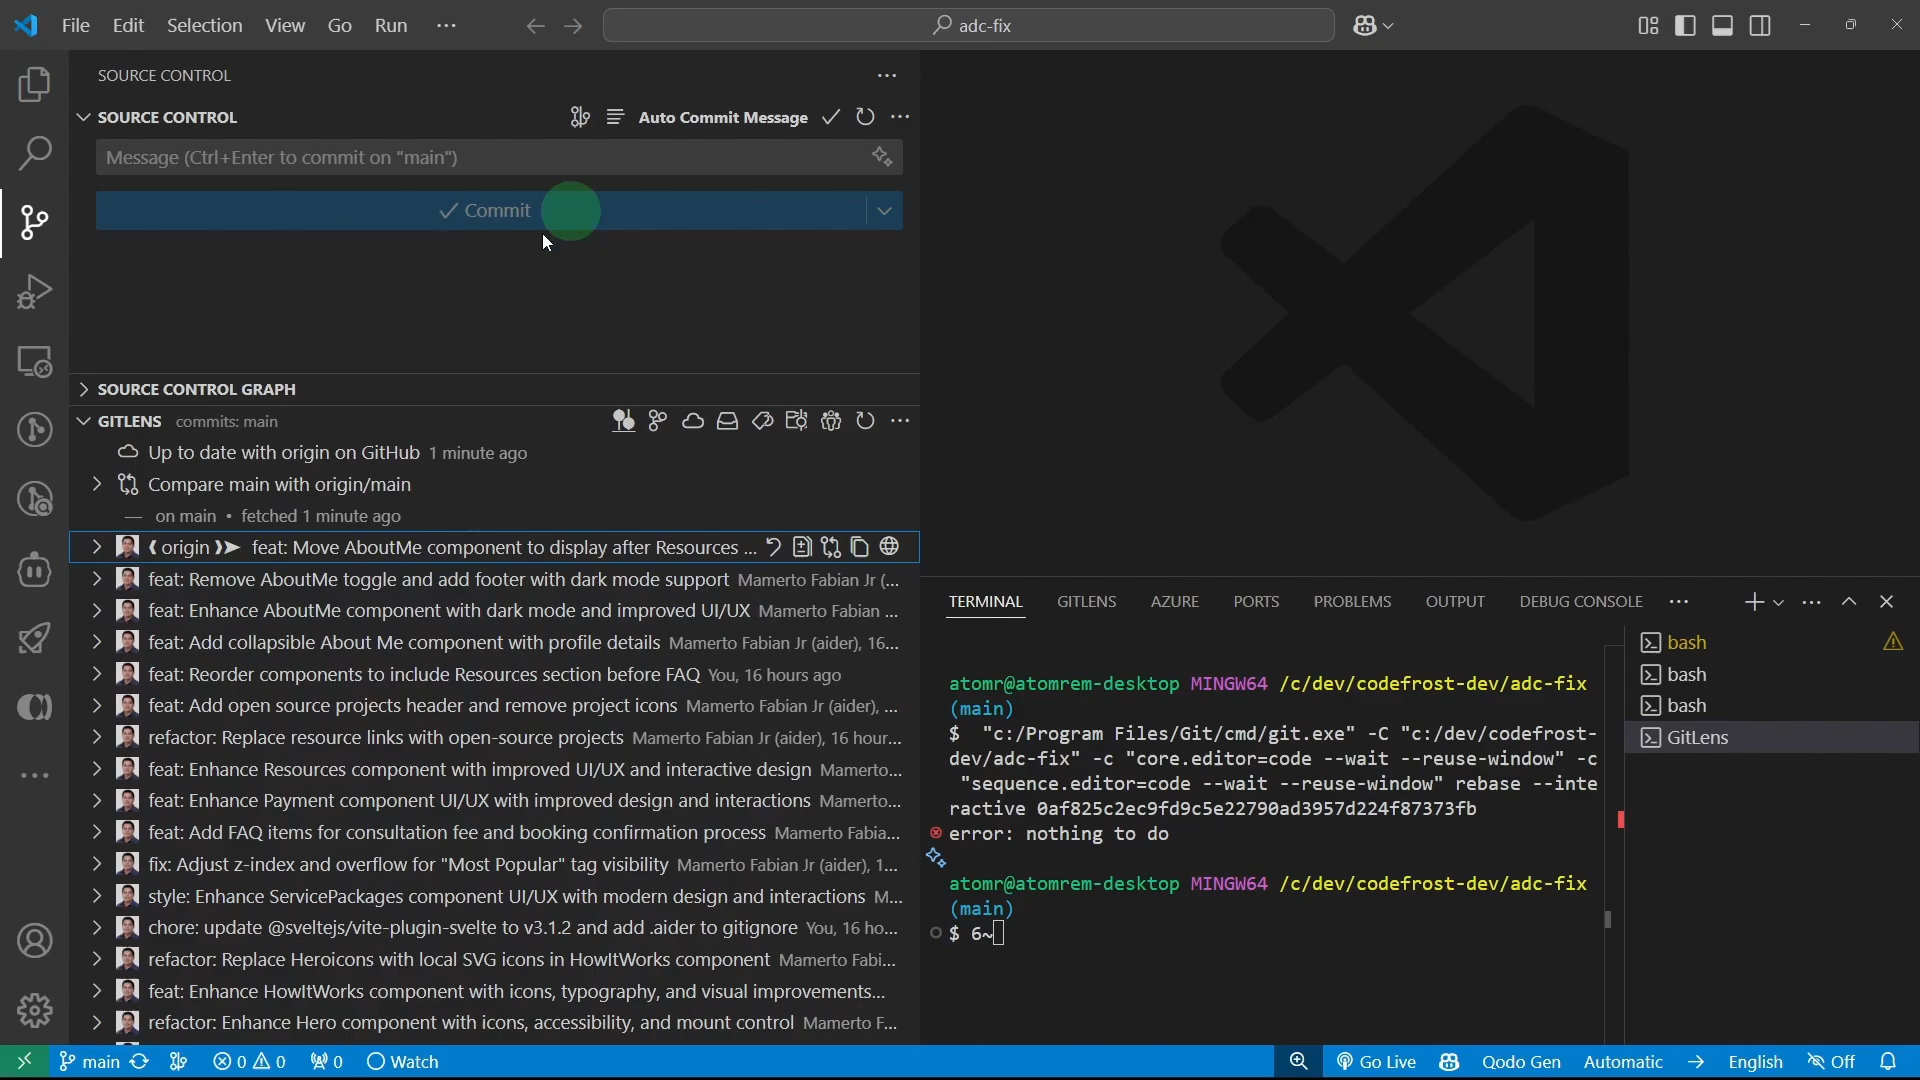 File Edit Selection View Go Run ···
adc-fix
SOURCE CONTROL
SOURCE CONTROL
Auto Commit Message
Message (Ctrl+Enter to commit on "main")
Commit
SOURCE CONTROL GRAPH
GITLENS commits: main
Up to date with origin on GitHub 1 minute ago
Compare main with origin/main
— on main • fetched 1 minute ago
origin feat: Move AboutMe component to display after Resources ...
feat: Remove AboutMe toggle and add footer with dark mode support Mamerto Fabian Jr (...
feat: Enhance AboutMe component with dark mode and improved UI/UX Mamerto Fabian ...
feat: Add collapsible About Me component with profile details Mamerto Fabian Jr (aider), 16...
feat: Reorder components to include Resources section before FAQ You, 16 hours ago
feat: Add open source projects header and remove project icons Mamerto Fabian Jr (aider), ...
refactor: Replace resource links with open-source projects Mamerto Fabian Jr (aider), 16 hour...
feat: Enhance Resources component with improved UI/UX and interactive design Mamerto...
feat: Enhance Payment component UI/UX with improved design and interactions Mamerto...
feat: Add FAQ items for consultation fee and booking confirmation process Mamerto Fabia...
fix: Adjust z-index and overflow for "Most Popular" tag visibility Mamerto Fabian Jr (aider), 1...
style: Enhance ServicePackages component UI/UX with modern design and interactions M...
chore: update @sveltejs/vite-plugin-svelte to v3.1.2 and add .aider to gitignore You, 16 ho...
refactor: Replace Heroicons with local SVG icons in HowItWorks component Mamerto Fabi...
feat: Enhance HowItWorks component with icons, typography, and visual improvements...
refactor: Enhance Hero component with icons, accessibility, and mount control Mamerto F...
TERMINAL GITLENS AZURE PORTS PROBLEMS OUTPUT DEBUG CONSOLE ···
atomr@atomrem-desktop MINGW64 /c/dev/codefrost-dev/adc-fix
(main)
$ "c:/Program Files/Git/cmd/git.exe" -C "c:/dev/codefrost-
dev/adc-fix" -c "core.editor=code --wait --reuse-window" -c
"sequence.editor=code --wait --reuse-window" rebase --inte
ractive 0af825c2ec9fd9c5e22790ad3957d224f87373fb
error: nothing to do
atomr@atomrem-desktop MINGW64 /c/dev/codefrost-dev/adc-fix
(main)
$ 6~
bash
bash
bash
GitLens
main 0 0 0 Watch
Go Live Qodo Gen Automatic English Off